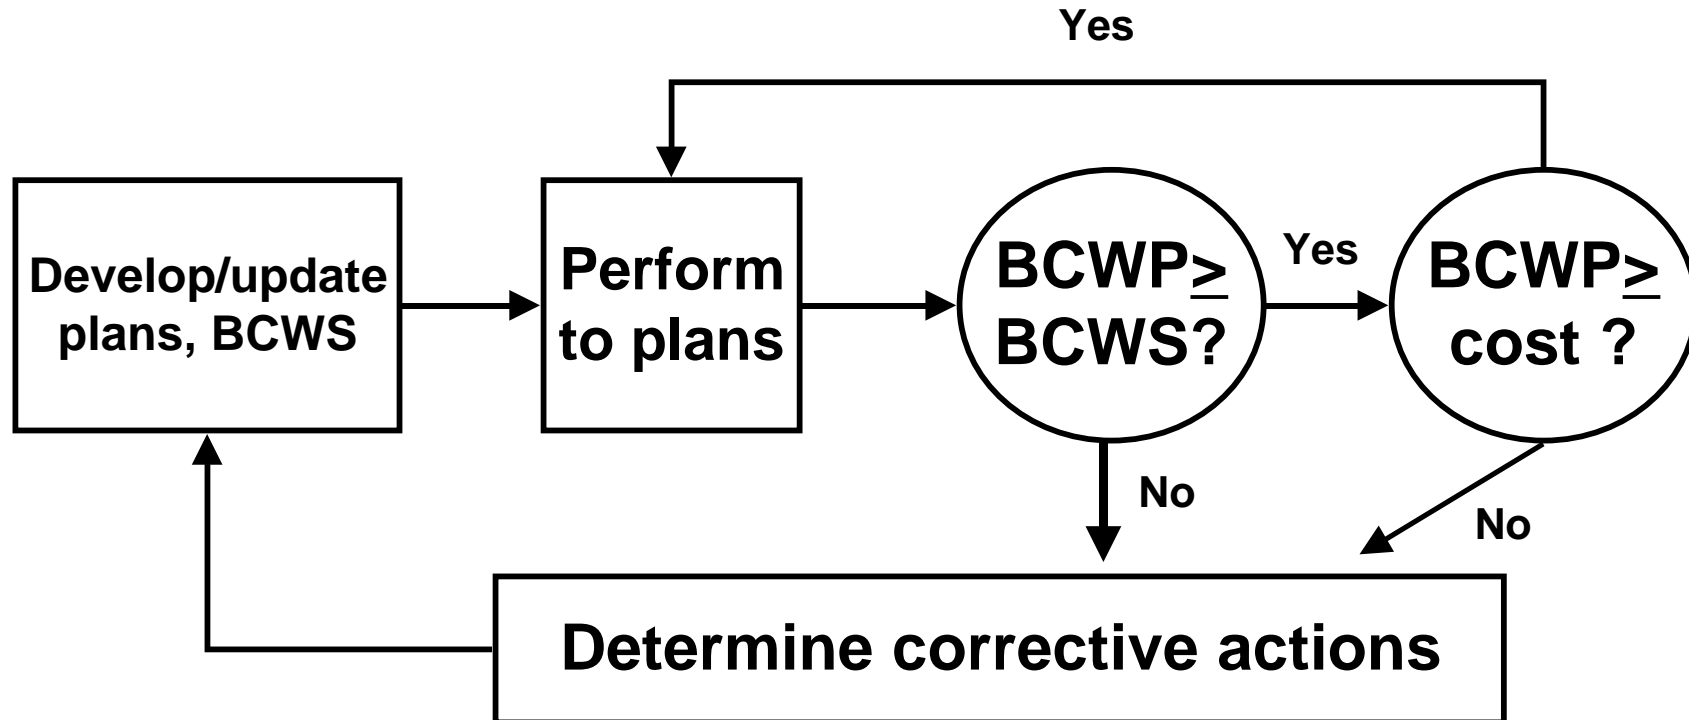 Yes
Develop/update
plans, BCWS
Perform
to plans
BCWP≥
BCWS?
Yes
BCWP≥
cost ?
No
No
Determine corrective actions